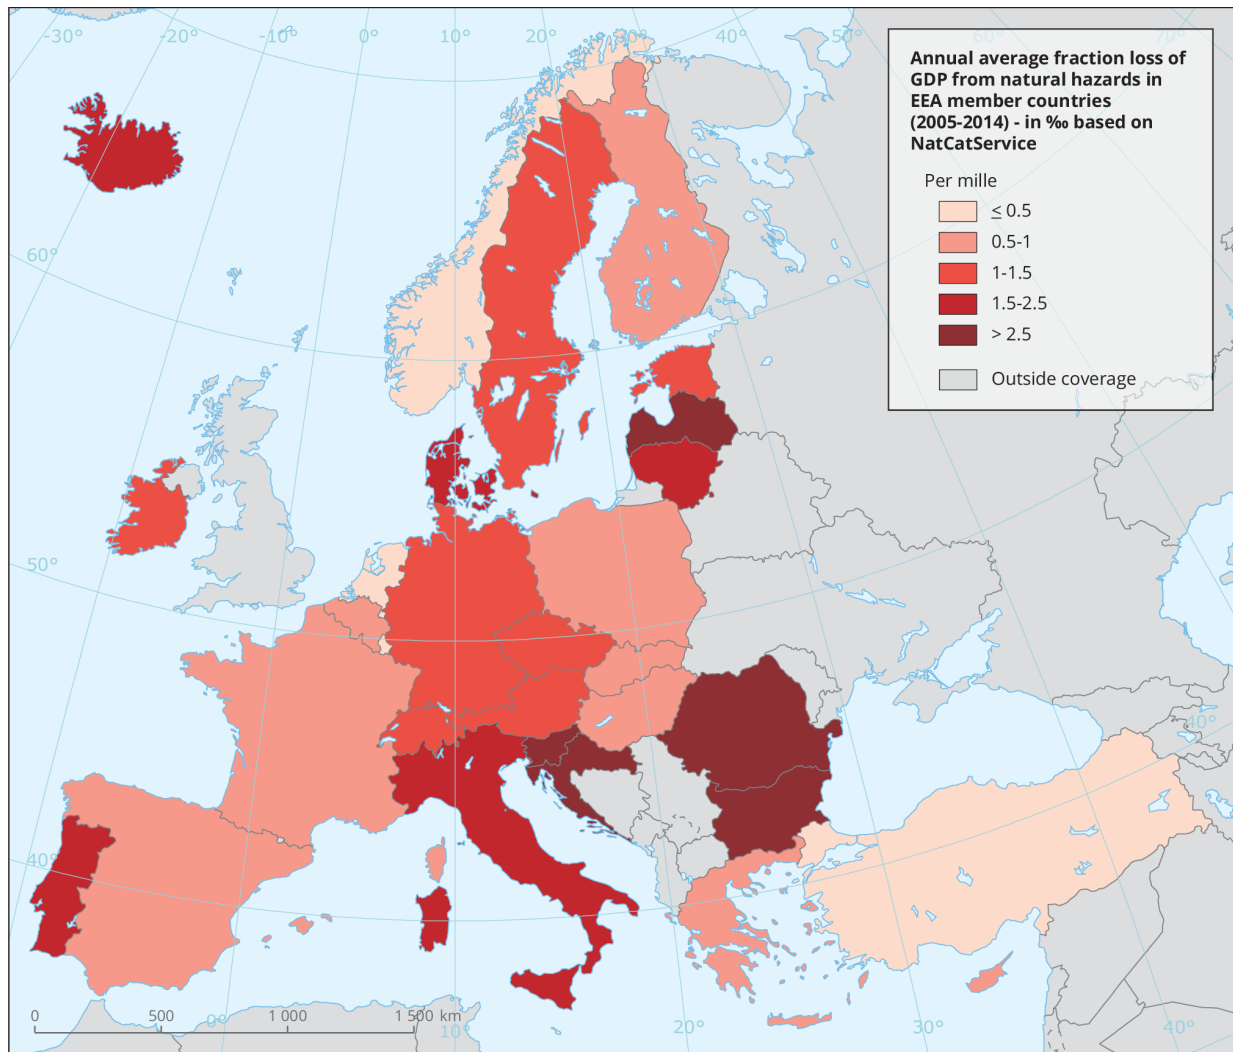 -30° -20° -10° 0° 10° 20° 30° 40° 50° 60° 70°
Annual average fraction loss of
GDP from natural hazards in
EEA member countries
(2005-2014) - in ‰ based on
NatCatService
Per mille
≤ 0.5
0.5-1
1-1.5
1.5-2.5
> 2.5
Outside coverage
60°
50°
40°
40°
0 500 1 000 1 500 km
0° 10° 20° 30° 40°